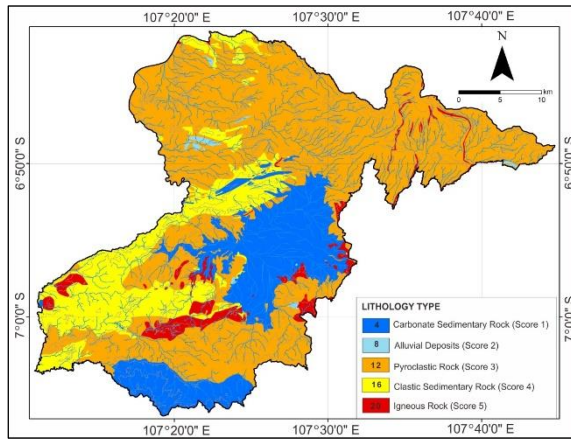 107°20'0" E 107°30'0" E 107°40'0" E
N
0 5 10 km
6°50'0" S 6°50'0" S
7°0'0" S 7°0'0" S
LITHOLOGY TYPE
4 Carbonate Sedimentary Rock (Score 1)
8 Alluvial Deposits (Score 2)
12 Pyroclastic Rock (Score 3)
16 Clastic Sedimentary Rock (Score 4)
20 Igneous Rock (Score 5)
107°20'0" E 107°30'0" E 107°40'0" E